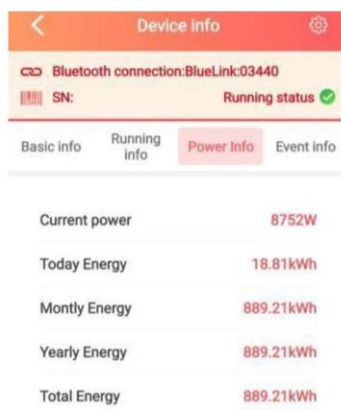 Device info
Bluetooth connection:BlueLink:03440
SN: Running status
Basic info Running info Power Info Event info
Current power 8752W
Today Energy 18.81kWh
Montly Energy 889.21kWh
Yearly Energy 889.21kWh
Total Energy 889.21kWh